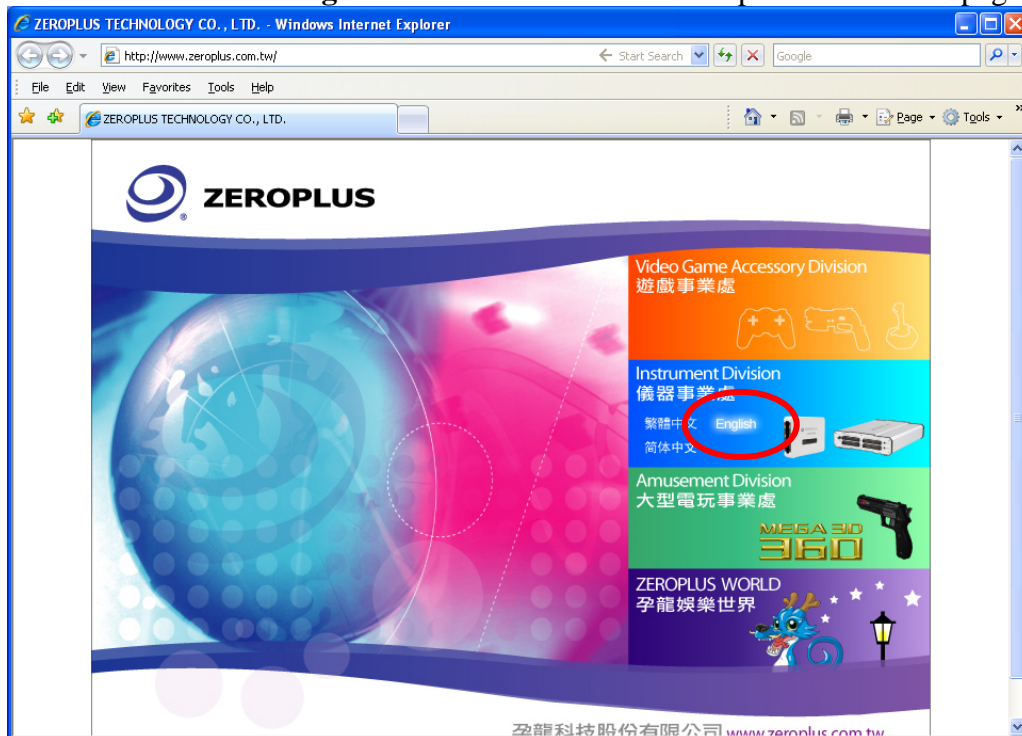 ZEROPLUS TECHNOLOGY CO., LTD. - Windows Internet Explorer
http://www.zeroplus.com.tw/
Start Search
Google
File Edit View Favorites Tools Help
ZEROPLUS TECHNOLOGY CO., LTD.
Page
Tools
ZEROPLUS
Video Game Accessory Division
遊戲事業處
Instrument Division
儀器事業處
繁體中文 English
简体中文
Amusement Division
大型電玩事業處
MEGA 3D
360
ZEROPLUS WORLD
孕龍娛樂世界
孕龍科技股份有限公司 www.zeroplus.com.tw